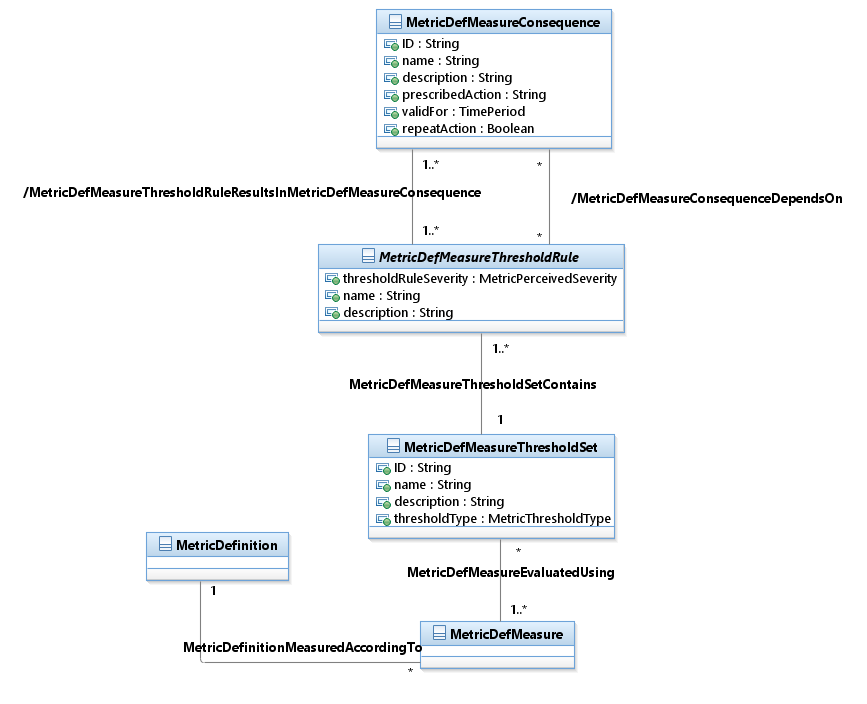 MetricDefMeasureConsequence
ID : String
name : String
description : String
prescribedAction : String
validFor : TimePeriod
repeatAction : Boolean
1..*
*
/MetricDefMeasureThresholdRuleResultsInMetricDefMeasureConsequence
/MetricDefMeasureConsequenceDependsOn
1..*
*
MetricDefMeasureThresholdRule
thresholdRuleSeverity : MetricPerceivedSeverity
name : String
description : String
1..*
MetricDefMeasureThresholdSetContains
1
MetricDefMeasureThresholdSet
ID : String
name : String
description : String
thresholdType : MetricThresholdType
MetricDefinition
*
MetricDefMeasureEvaluatedUsing
1
1..*
MetricDefMeasure
MetricDefinitionMeasuredAccordingTo
*